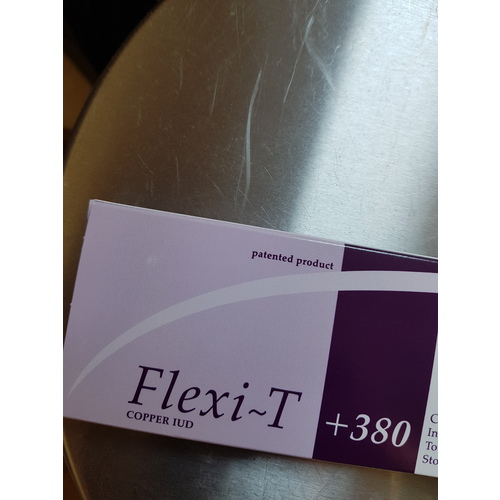 patented product
Flexi~T
COPPER IUD
+380